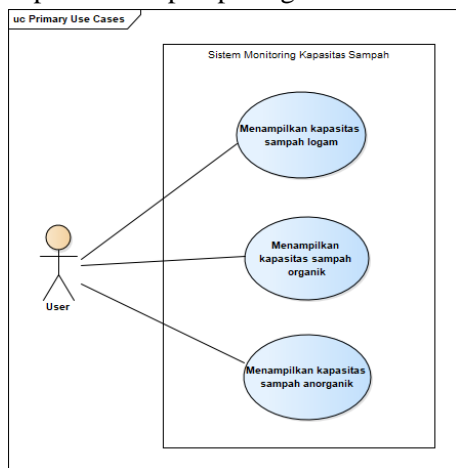 uc Primary Use Cases
Sistem Monitoring Kapasitas Sampah
Menampilkan kapasitas
sampah logam
Menampilkan
kapasitas sampah
organik
User
Menampilkan kapasitas
sampah anorganik